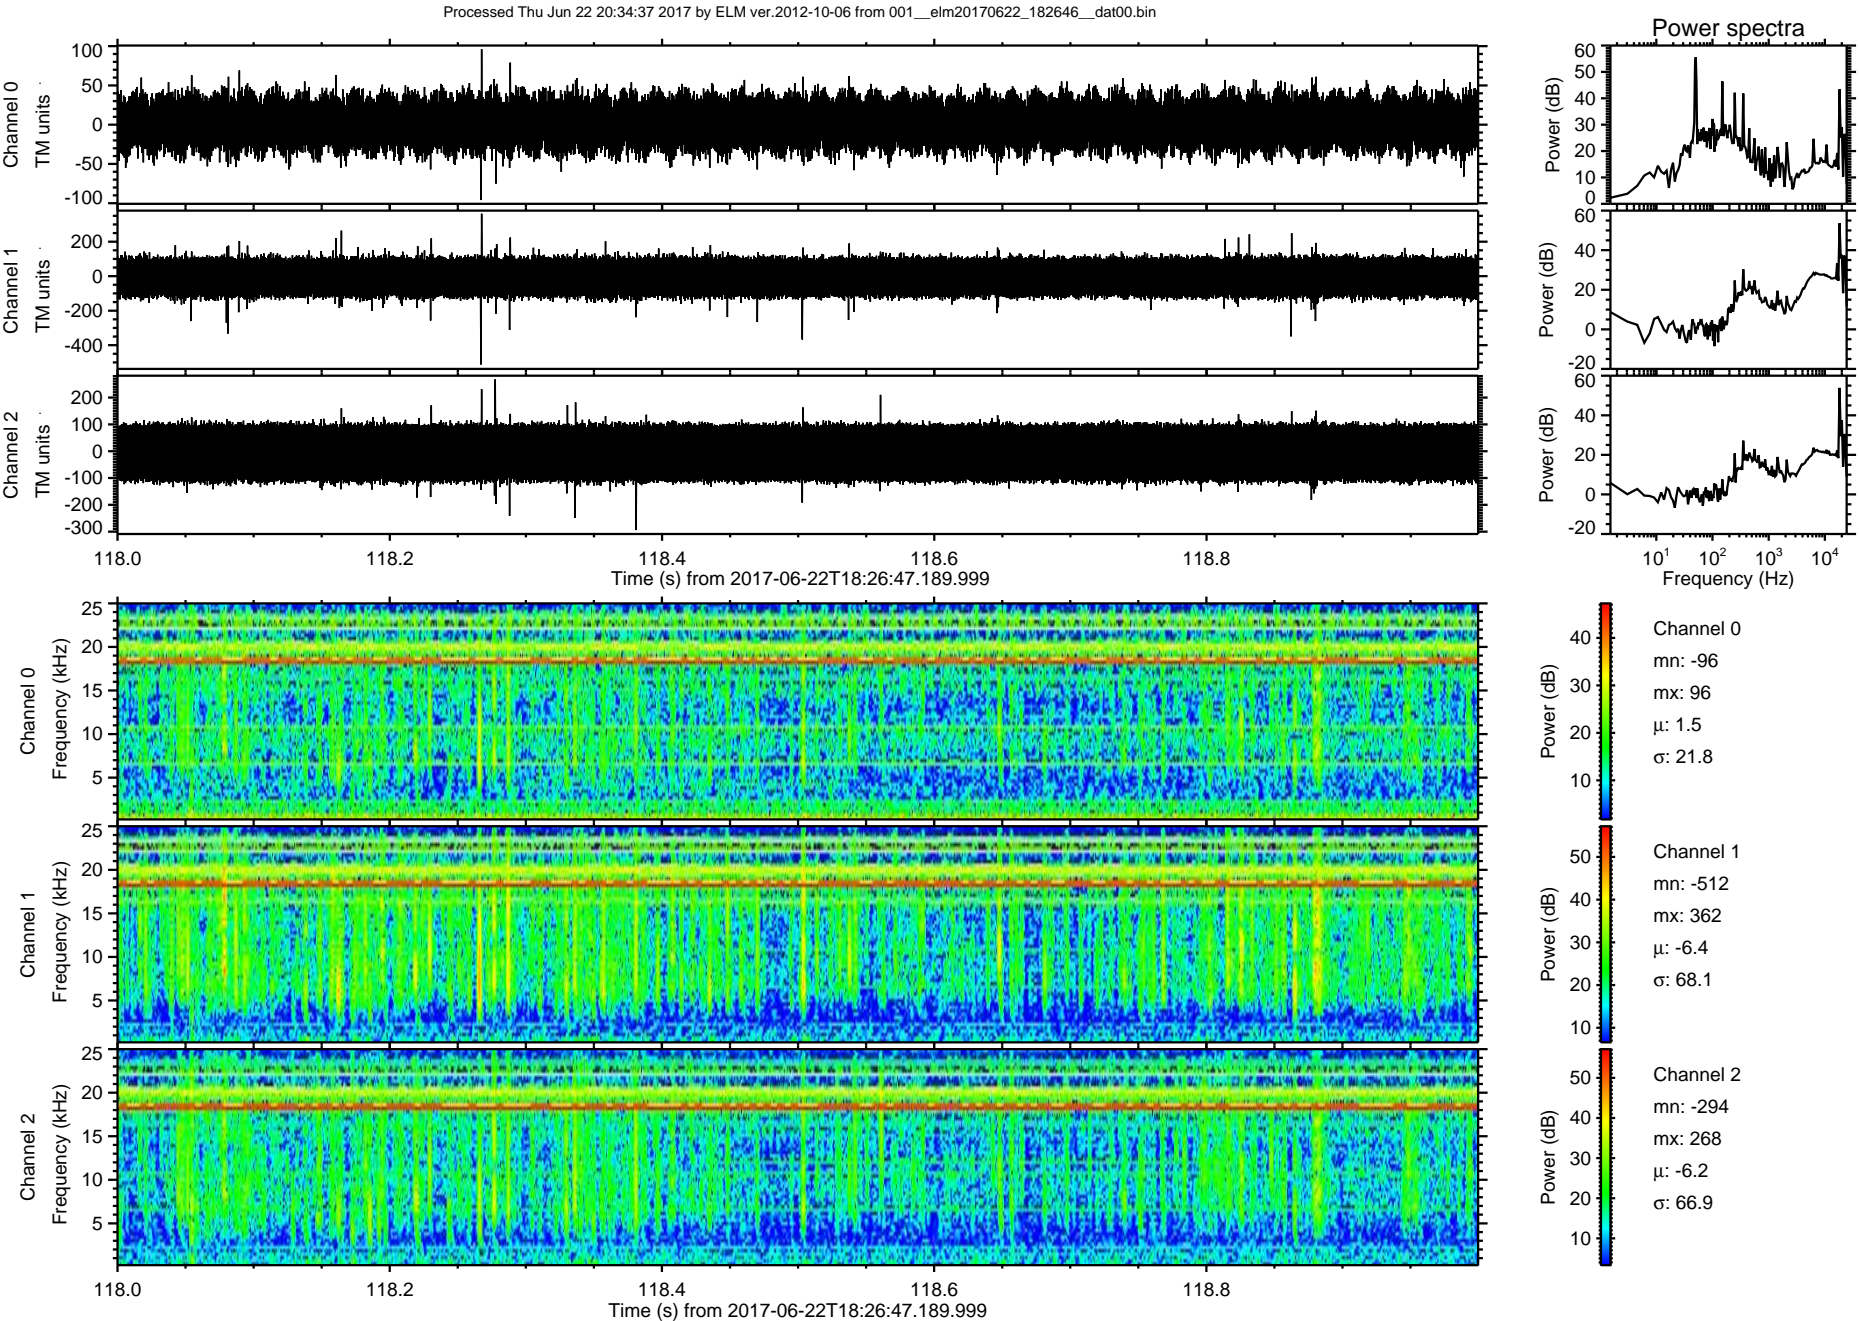 Processed Thu Jun 22 20:34:37 2017 by ELM ver.2012-10-06 from 001__elm20170622_182646__dat00.bin
Power spectra
Channel 0
TM units
100
50
0
-50
-100
Power (dB)
60
50
40
30
20
10
0
Channel 1
TM units
200
0
-200
-400
Power (dB)
60
40
20
0
-20
Channel 2
TM units
200
100
0
-100
-200
-300
Power (dB)
60
40
20
0
-20
118.0 118.2 118.4 118.6 118.8
Time (s) from 2017-06-22T18:26:47.189.999
10¹ 10² 10³ 10⁴
Frequency (Hz)
Channel 0
Frequency (kHz)
25
20
15
10
5
Power (dB)
40
30
20
10
Channel 0
mn: -96
mx: 96
μ: 1.5
σ: 21.8
Channel 1
Frequency (kHz)
25
20
15
10
5
Power (dB)
50
40
30
20
10
Channel 1
mn: -512
mx: 362
μ: -6.4
σ: 68.1
Channel 2
Frequency (kHz)
25
20
15
10
5
Power (dB)
50
40
30
20
10
Channel 2
mn: -294
mx: 268
μ: -6.2
σ: 66.9
118.0 118.2 118.4 118.6 118.8
Time (s) from 2017-06-22T18:26:47.189.999